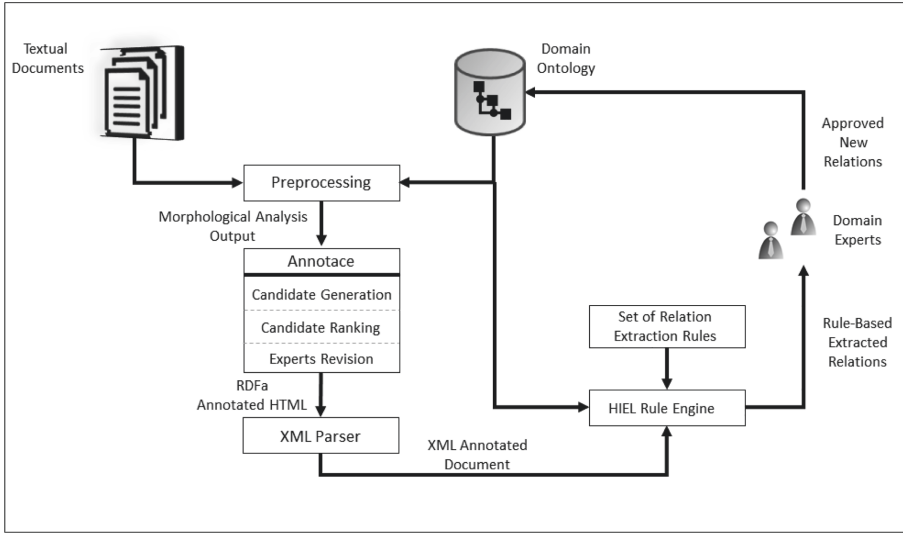 Textual
Documents
Domain
Ontology
Approved
New
Relations
Preprocessing
Morphological Analysis
Output
Domain
Experts
Annotace
Candidate Generation
Candidate Ranking
Experts Revision
Set of Relation
Extraction Rules
Rule-Based
Extracted
Relations
RDFa
Annotated HTML
HIEL Rule Engine
XML Parser
XML Annotated
Document